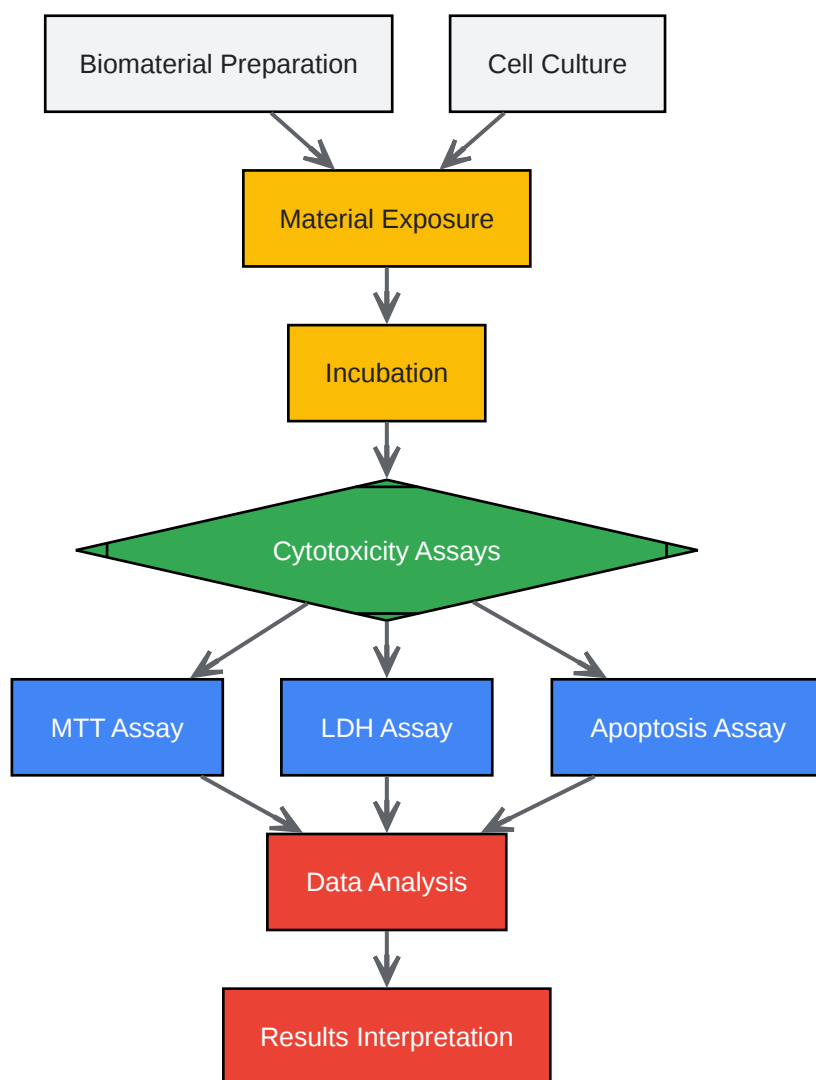 Biomaterial Preparation
Cell Culture
Material Exposure
Incubation
Cytotoxicity Assays
MTT Assay
LDH Assay
Apoptosis Assay
Data Analysis
Results Interpretation